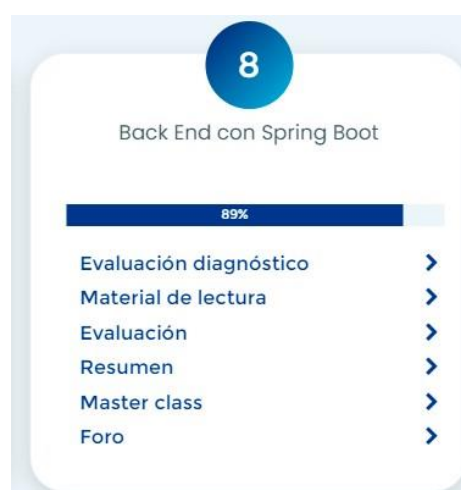 8
Back End con Spring Boot
89%
Evaluación diagnóstico
Material de lectura
Evaluación
Resumen
Master class
Foro